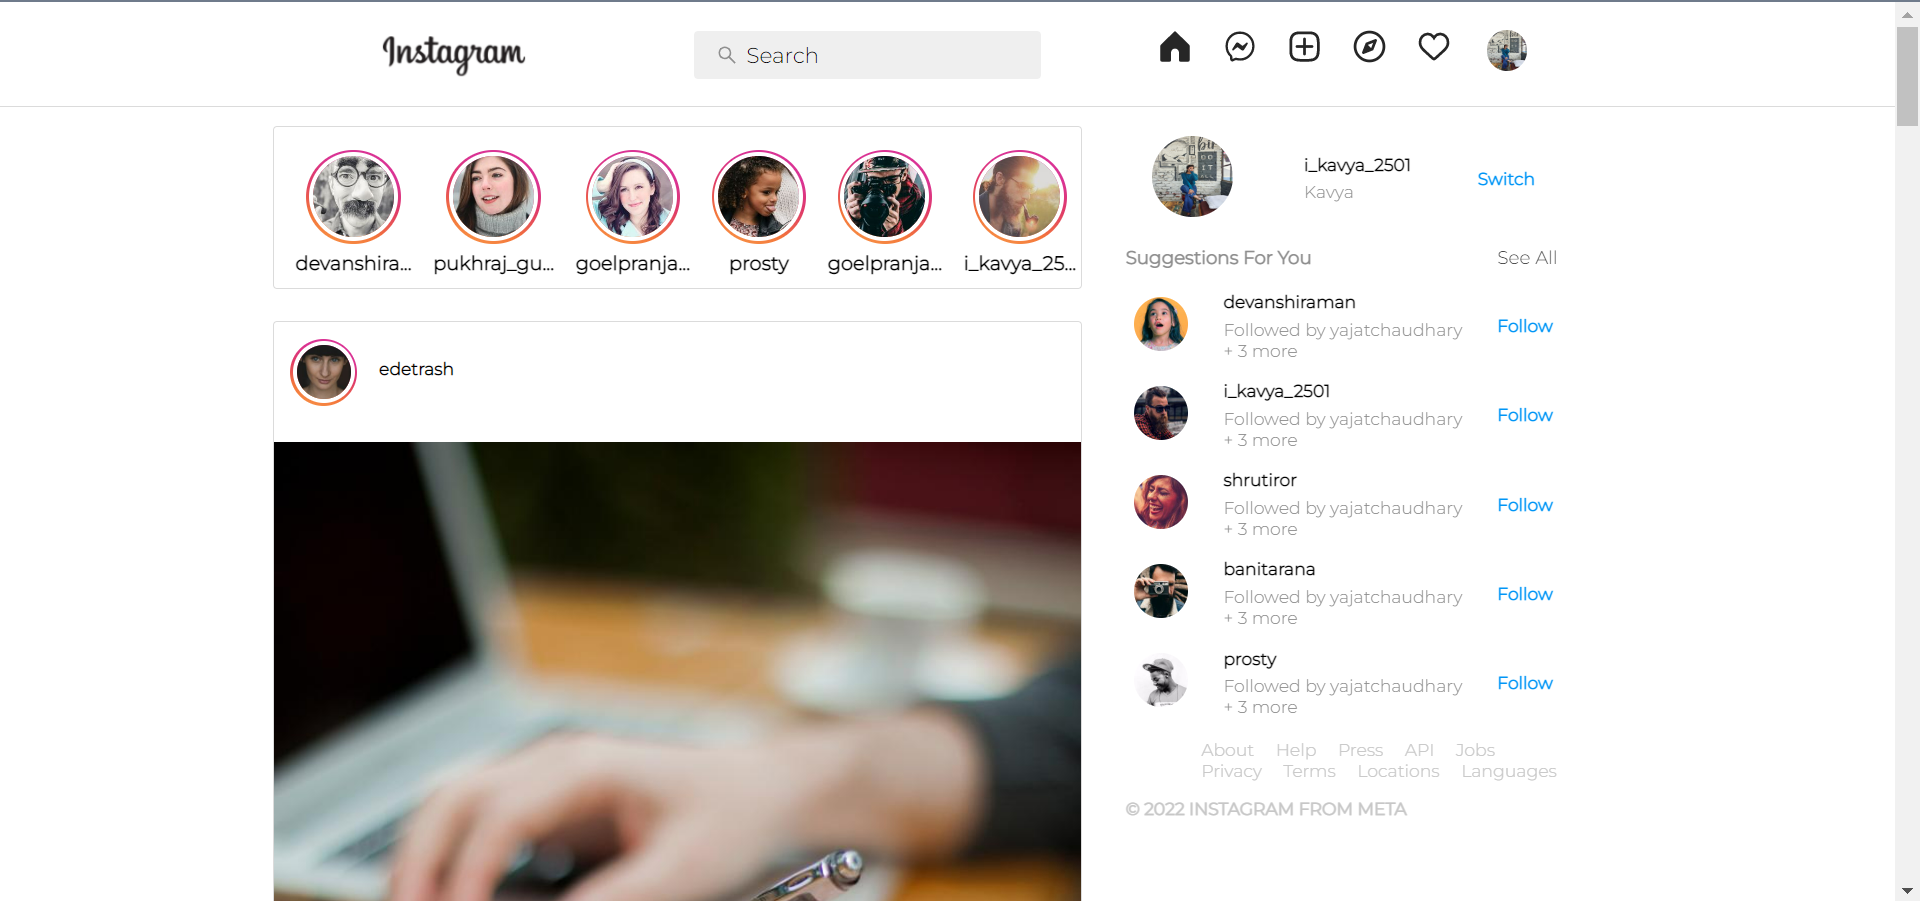 Instagram
Search
devanshira...
pukhraj_gu...
goelpranja...
prosty
goelpranja...
i_kavya_25...
edetrash
i_kavya_2501
Kavya
Switch
Suggestions For You
See All
devanshiraman
Followed by yajatchaudhary
+ 3 more
Follow
i_kavya_2501
Followed by yajatchaudhary
+ 3 more
Follow
shrutiror
Followed by yajatchaudhary
+ 3 more
Follow
banitarana
Followed by yajatchaudhary
+ 3 more
Follow
prosty
Followed by yajatchaudhary
+ 3 more
Follow
About Help Press API Jobs
Privacy Terms Locations Languages
© 2022 INSTAGRAM FROM META